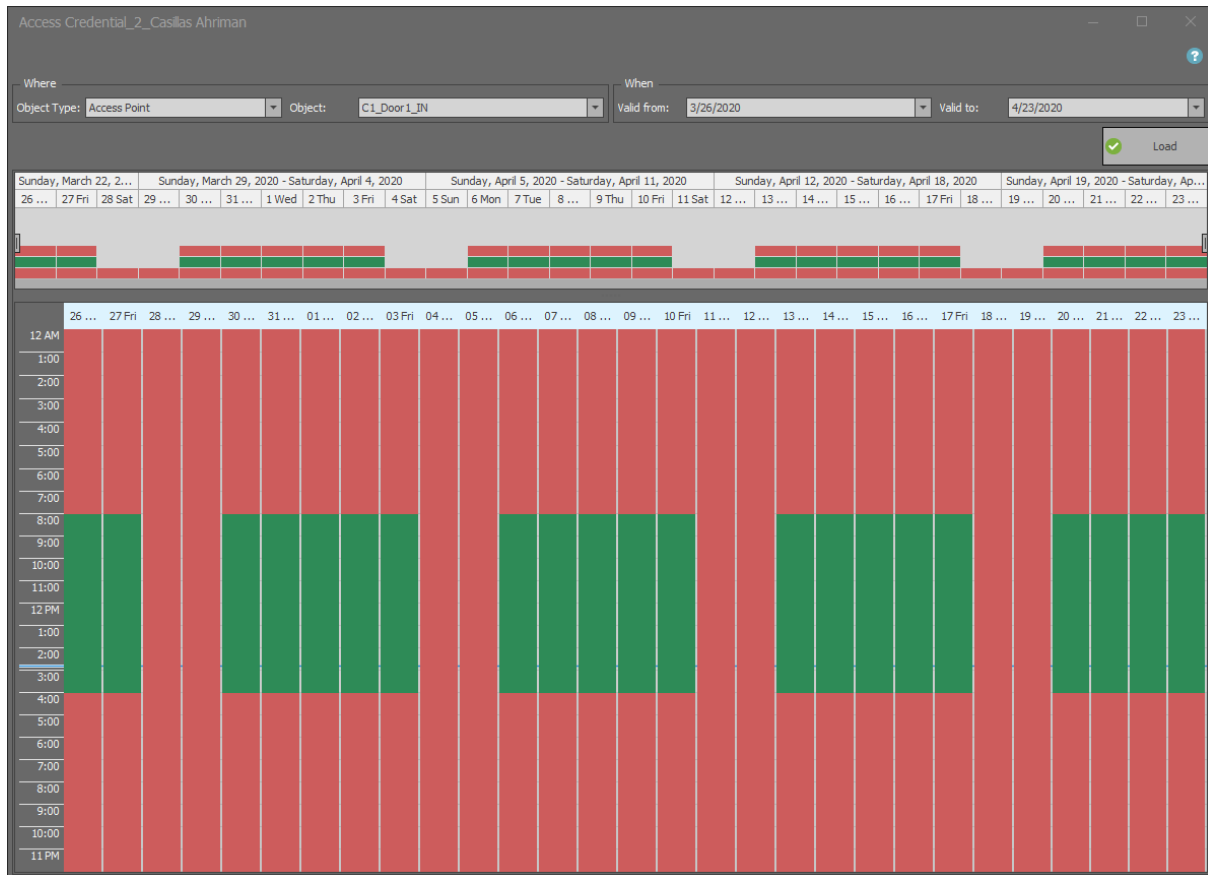 Access Credential_2_Casillas Ahriman
?
Where
When
Object Type: Access Point Object: C1_Door1_IN Valid from: 3/26/2020 Valid to: 4/23/2020
Load
Sunday, March 22, 2... Sunday, March 29, 2020 - Saturday, April 4, 2020 Sunday, April 5, 2020 - Saturday, April 11, 2020 Sunday, April 12, 2020 - Saturday, April 18, 2020 Sunday, April 19, 2020 - Saturday, Ap...
26 ... 27 Fri 28 Sat 29 ... 30 ... 31 ... 1 Wed 2 Thu 3 Fri 4 Sat 5 Sun 6 Mon 7 Tue 8 ... 9 Thu 10 Fri 11 Sat 12 ... 13 ... 14 ... 15 ... 16 ... 17 Fri 18 ... 19 ... 20 ... 21 ... 22 ... 23 ...
26 ... 27 Fri 28 ... 29 ... 30 ... 31 ... 01 ... 02 ... 03 Fri 04 ... 05 ... 06 ... 07 ... 08 ... 09 ... 10 Fri 11 ... 12 ... 13 ... 14 ... 15 ... 16 ... 17 Fri 18 ... 19 ... 20 ... 21 ... 22 ... 23 ...
12 AM
1:00
2:00
3:00
4:00
5:00
6:00
7:00
8:00
9:00
10:00
11:00
12 PM
1:00
2:00
3:00
4:00
5:00
6:00
7:00
8:00
9:00
10:00
11 PM